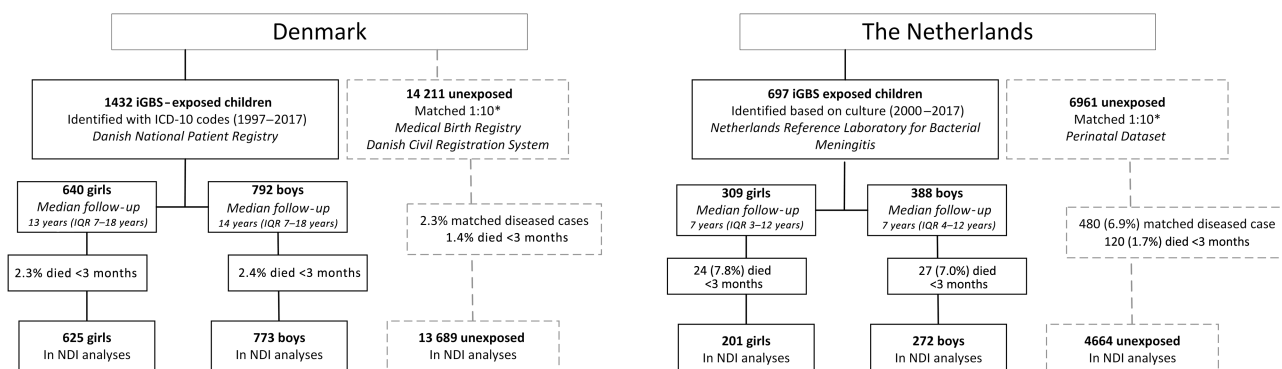 Denmark
1432 iGBS-exposed children
Identified with ICD-10 codes (1997–2017)
Danish National Patient Registry
14 211 unexposed
Matched 1:10*
Medical Birth Registry
Danish Civil Registration System
640 girls
Median follow-up
13 years (IQR 7–18 years)
792 boys
Median follow-up
14 years (IQR 7–18 years)
2.3% matched diseased cases
1.4% died <3 months
2.3% died <3 months
2.4% died <3 months
625 girls
In NDI analyses
773 boys
In NDI analyses
13 689 unexposed
In NDI analyses
The Netherlands
697 iGBS exposed children
Identified based on culture (2000–2017)
Netherlands Reference Laboratory for Bacterial
Meningitis
6961 unexposed
Matched 1:10*
Perinatal Dataset
309 girls
Median follow-up
7 years (IQR 3–12 years)
388 boys
Median follow-up
7 years (IQR 4–12 years)
480 (6.9%) matched diseased case
120 (1.7%) died <3 months
24 (7.8%) died
<3 months
27 (7.0%) died
<3 months
201 girls
In NDI analyses
272 boys
In NDI analyses
4664 unexposed
In NDI analyses